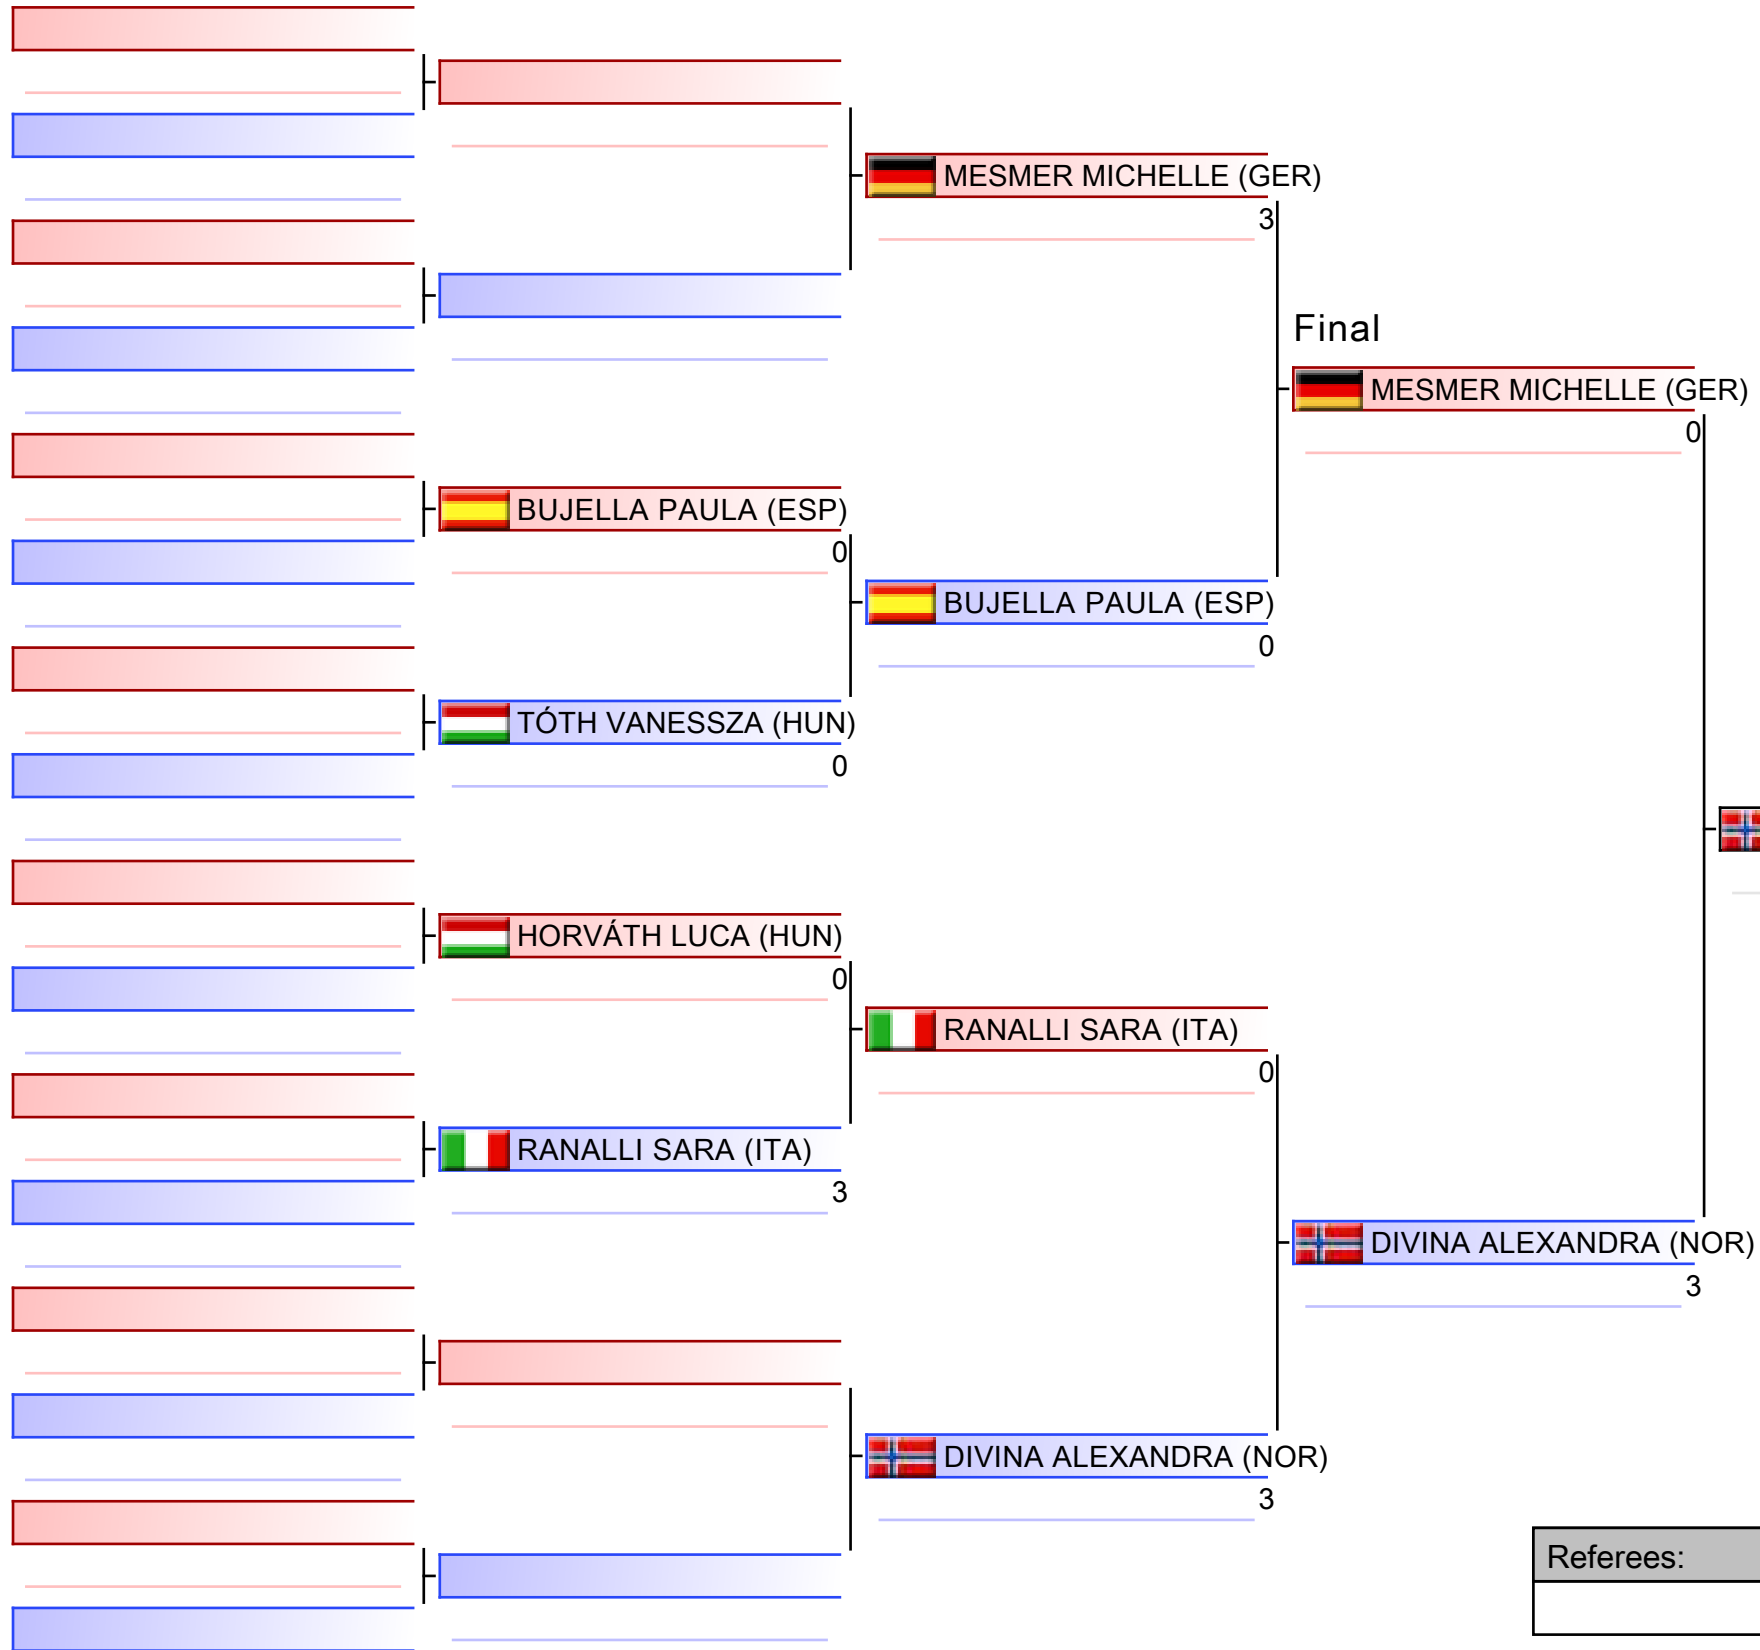 MESMER MICHELLE (GER)
3
Final
MESMER MICHELLE (GER)
0
BUJELLA PAULA (ESP)
0
BUJELLA PAULA (ESP)
0
TÓTH VANESSZA (HUN)
0
HORVÁTH LUCA (HUN)
0
RANALLI SARA (ITA)
0
RANALLI SARA (ITA)
3
DIVINA ALEXANDRA (NOR)
3
DIVINA ALEXANDRA (NOR)
3
Referees: